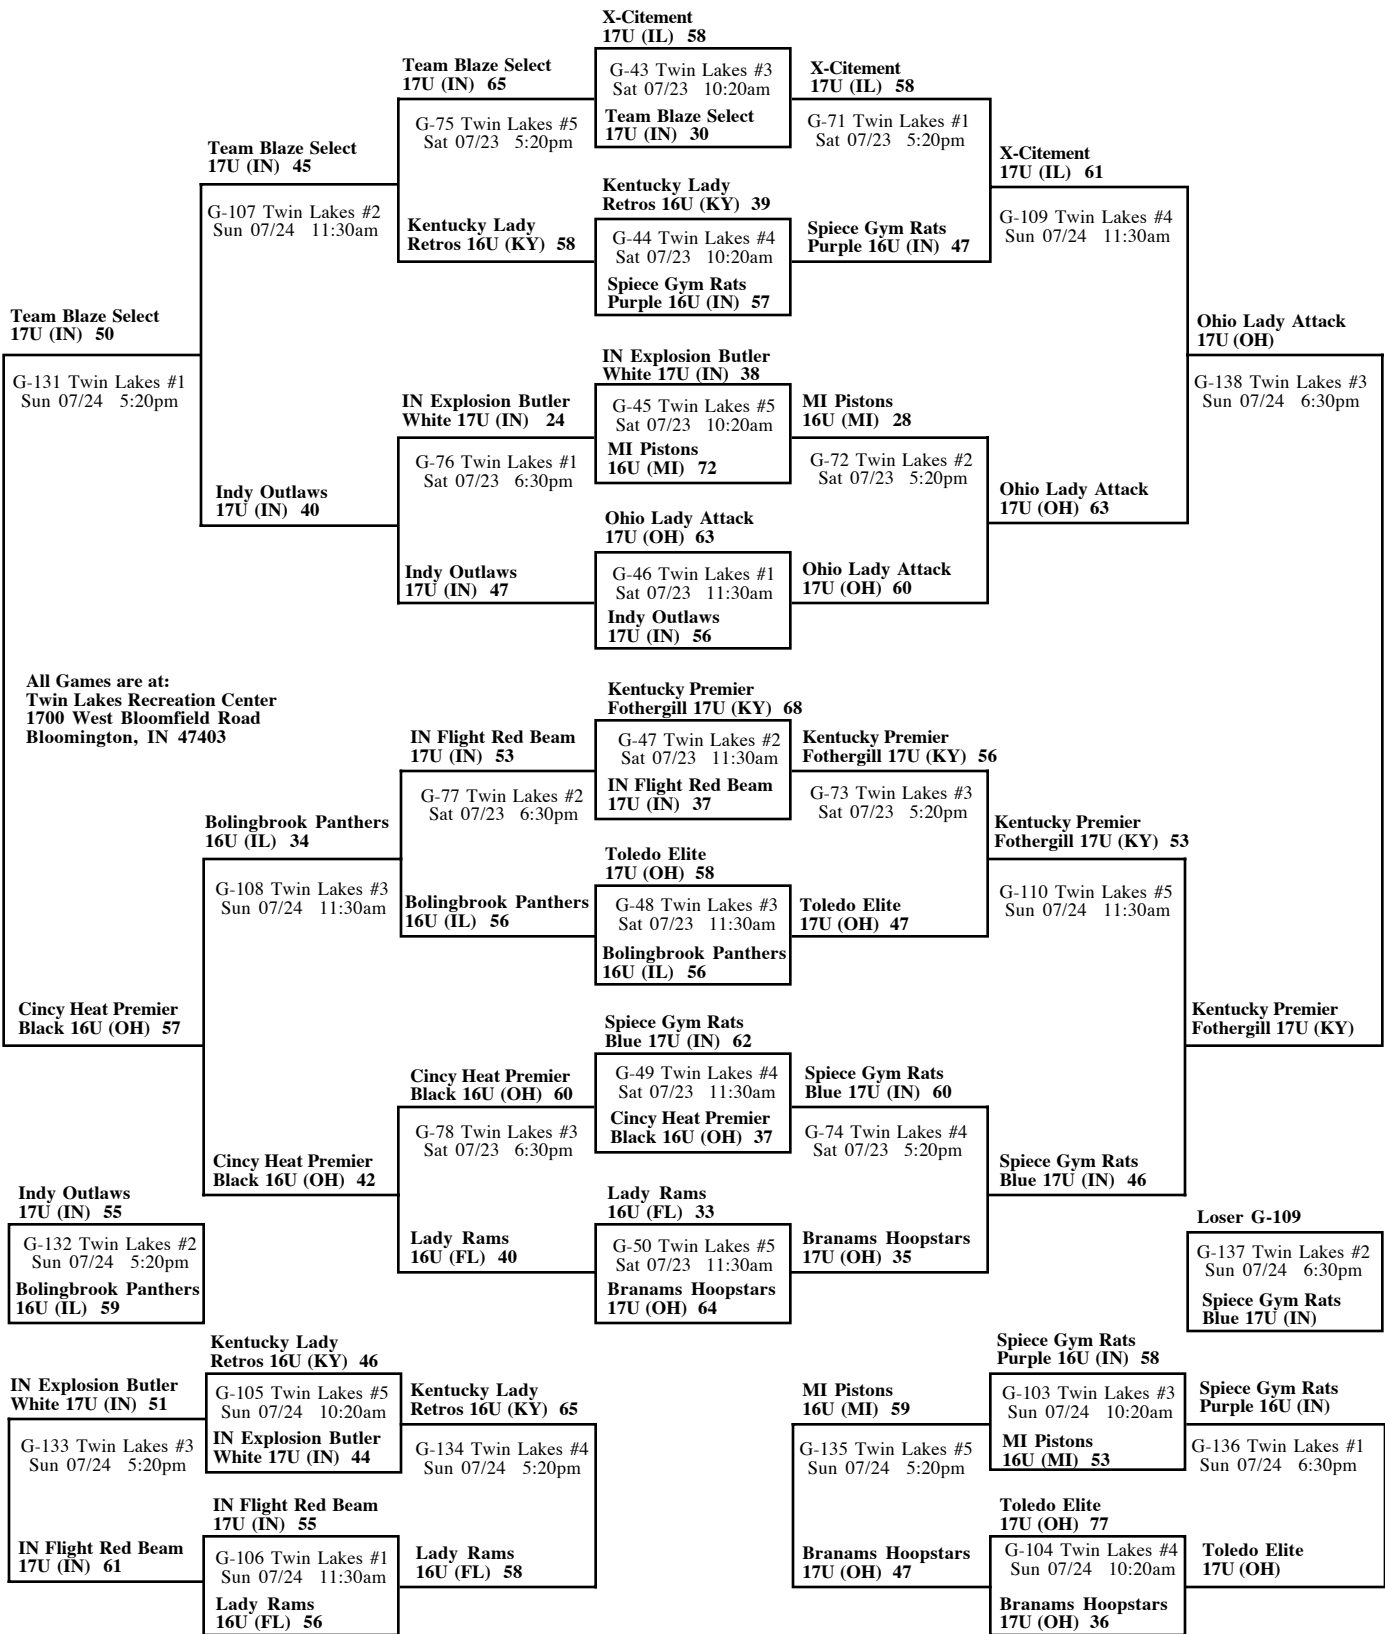 X-Citement
17U (IL) 58
G-43 Twin Lakes #3
Sat 07/23 10:20am
Team Blaze Select
17U (IN) 30
Kentucky Lady
Retros 16U (KY) 39
G-44 Twin Lakes #4
Sat 07/23 10:20am
Spiece Gym Rats
Purple 16U (IN) 57
IN Explosion Butler
White 17U (IN) 38
G-45 Twin Lakes #5
Sat 07/23 10:20am
MI Pistons
16U (MI) 72
Ohio Lady Attack
17U (OH) 63
G-46 Twin Lakes #1
Sat 07/23 11:30am
Indy Outlaws
17U (IN) 56
Kentucky Premier
Fothergill 17U (KY) 68
G-47 Twin Lakes #2
Sat 07/23 11:30am
IN Flight Red Beam
17U (IN) 37
Toledo Elite
17U (OH) 58
G-48 Twin Lakes #3
Sat 07/23 11:30am
Bolingbrook Panthers
16U (IL) 56
Spiece Gym Rats
Blue 17U (IN) 62
G-49 Twin Lakes #4
Sat 07/23 11:30am
Cincy Heat Premier
Black 16U (OH) 37
Lady Rams
16U (FL) 33
G-50 Twin Lakes #5
Sat 07/23 11:30am
Branams Hoopstars
17U (OH) 64
Team Blaze Select
17U (IN) 65
G-75 Twin Lakes #5
Sat 07/23 5:20pm
Kentucky Lady
Retros 16U (KY) 58
IN Explosion Butler
White 17U (IN) 24
G-76 Twin Lakes #1
Sat 07/23 6:30pm
Indy Outlaws
17U (IN) 47
IN Flight Red Beam
17U (IN) 53
G-77 Twin Lakes #2
Sat 07/23 6:30pm
Bolingbrook Panthers
16U (IL) 56
Cincy Heat Premier
Black 16U (OH) 60
G-78 Twin Lakes #3
Sat 07/23 6:30pm
Lady Rams
16U (FL) 40
Team Blaze Select
17U (IN) 45
G-107 Twin Lakes #2
Sun 07/24 11:30am
Indy Outlaws
17U (IN) 40
Bolingbrook Panthers
16U (IL) 34
G-108 Twin Lakes #3
Sun 07/24 11:30am
Cincy Heat Premier
Black 16U (OH) 42
Team Blaze Select
17U (IN) 50
G-131 Twin Lakes #1
Sun 07/24 5:20pm
Cincy Heat Premier
Black 16U (OH) 57
All Games are at:
Twin Lakes Recreation Center
1700 West Bloomfield Road
Bloomington, IN 47403
X-Citement
17U (IL) 58
G-71 Twin Lakes #1
Sat 07/23 5:20pm
Spiece Gym Rats
Purple 16U (IN) 47
MI Pistons
16U (MI) 28
G-72 Twin Lakes #2
Sat 07/23 5:20pm
Ohio Lady Attack
17U (OH) 60
Kentucky Premier
Fothergill 17U (KY) 56
G-73 Twin Lakes #3
Sat 07/23 5:20pm
Toledo Elite
17U (OH) 47
Spiece Gym Rats
Blue 17U (IN) 60
G-74 Twin Lakes #4
Sat 07/23 5:20pm
Branams Hoopstars
17U (OH) 35
X-Citement
17U (IL) 61
G-109 Twin Lakes #4
Sun 07/24 11:30am
Ohio Lady Attack
17U (OH) 63
Kentucky Premier
Fothergill 17U (KY) 53
G-110 Twin Lakes #5
Sun 07/24 11:30am
Spiece Gym Rats
Blue 17U (IN) 46
Ohio Lady Attack
17U (OH)
G-138 Twin Lakes #3
Sun 07/24 6:30pm
Kentucky Premier
Fothergill 17U (KY)
Indy Outlaws
17U (IN) 55
G-132 Twin Lakes #2
Sun 07/24 5:20pm
Bolingbrook Panthers
16U (IL) 59
Loser G-109
G-137 Twin Lakes #2
Sun 07/24 6:30pm
Spiece Gym Rats
Blue 17U (IN)
IN Explosion Butler
White 17U (IN) 51
G-133 Twin Lakes #3
Sun 07/24 5:20pm
IN Flight Red Beam
17U (IN) 61
Kentucky Lady
Retros 16U (KY) 46
G-105 Twin Lakes #5
Sun 07/24 10:20am
IN Explosion Butler
White 17U (IN) 44
IN Flight Red Beam
17U (IN) 55
G-106 Twin Lakes #1
Sun 07/24 11:30am
Lady Rams
16U (FL) 56
Kentucky Lady
Retros 16U (KY) 65
G-134 Twin Lakes #4
Sun 07/24 5:20pm
Lady Rams
16U (FL) 58
MI Pistons
16U (MI) 59
G-135 Twin Lakes #5
Sun 07/24 5:20pm
Branams Hoopstars
17U (OH) 47
Spiece Gym Rats
Purple 16U (IN) 58
G-103 Twin Lakes #3
Sun 07/24 10:20am
MI Pistons
16U (MI) 53
Toledo Elite
17U (OH) 77
G-104 Twin Lakes #4
Sun 07/24 10:20am
Branams Hoopstars
17U (OH) 36
Spiece Gym Rats
Purple 16U (IN)
G-136 Twin Lakes #1
Sun 07/24 6:30pm
Toledo Elite
17U (OH)